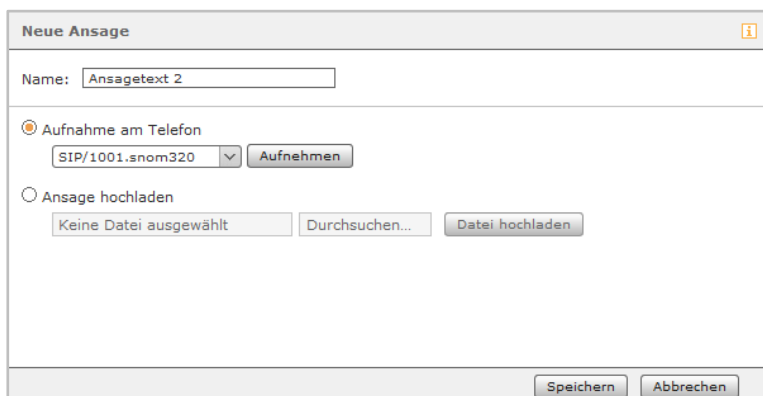 Neue Ansage
Name: Ansagetext 2
Aufnahme am Telefon
SIP/1001.snom320 Aufnehmen
Ansage hochladen
Keine Datei ausgewählt Durchsuchen... Datei hochladen
Speichern Abbrechen